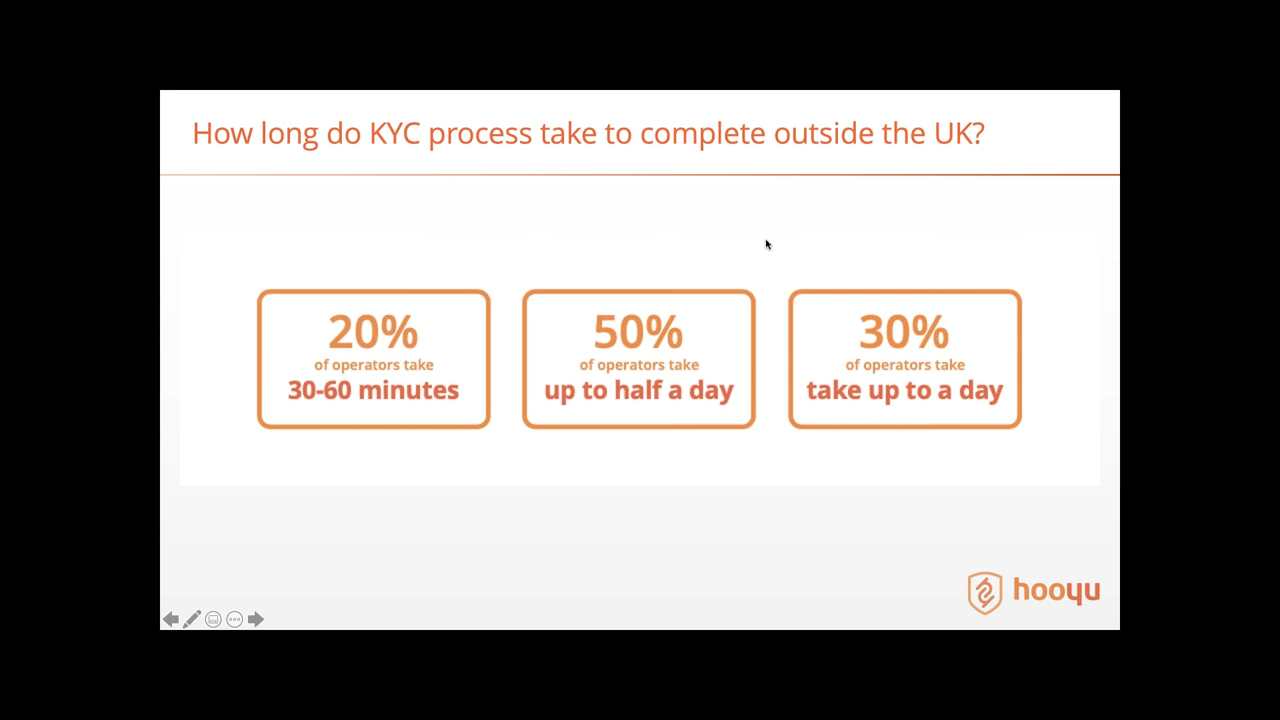 How long do KYC process take to complete outside the UK?
20%
of operators take
30-60 minutes
50%
of operators take
up to half a day
30%
of operators take
take up to a day
hooyu